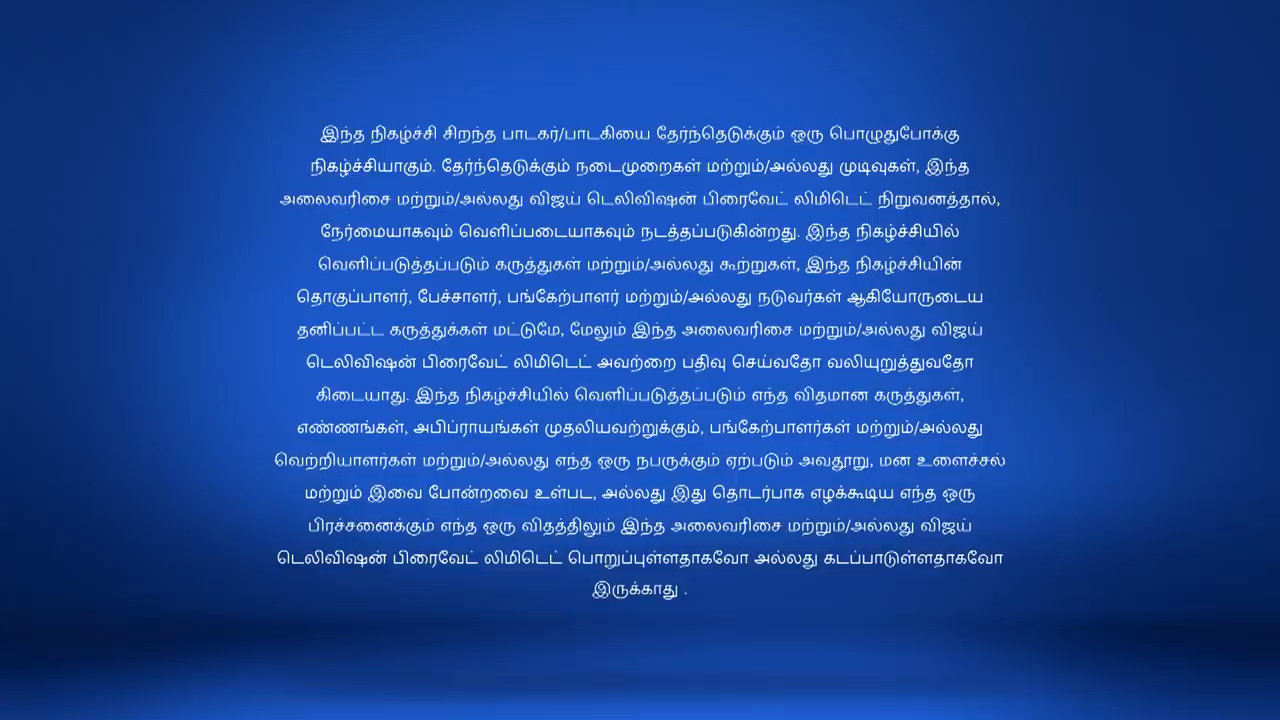 இந்த நிகழ்ச்சி சிறந்த பாடகர்/பாடகியை தேர்ந்தெடுக்கும் ஒரு பொழுதுபோக்கு
நிகழ்ச்சியாகும். தேர்ந்தெடுக்கும் நடைமுறைகள் மற்றும்/அல்லது முடிவுகள், இந்த
அலைவரிசை மற்றும்/அல்லது விஜய் டெலிவிஷன் பிரைவேட் லிமிடெட் நிறுவனத்தால்,
நேர்மையாகவும் வெளிப்படையாகவும் நடத்தப்படுகின்றது. இந்த நிகழ்ச்சியில்
வெளிப்படுத்தப்படும் கருத்துகள் மற்றும்/அல்லது கூற்றுகள், இந்த நிகழ்ச்சியின்
தொகுப்பாளர், பேச்சாளர், பங்கேற்பாளர் மற்றும்/அல்லது நடுவர்கள் ஆகியோருடைய
தனிப்பட்ட கருத்துக்கள் மட்டுமே, மேலும் இந்த அலைவரிசை மற்றும்/அல்லது விஜய்
டெலிவிஷன் பிரைவேட் லிமிடெட் அவற்றை பதிவு செய்வதோ வலியுறுத்துவதோ
கிடையாது. இந்த நிகழ்ச்சியில் வெளிப்படுத்தப்படும் எந்த விதமான கருத்துகள்,
எண்ணங்கள், அபிப்ராயங்கள் முதலியவற்றுக்கும், பங்கேற்பாளர்கள் மற்றும்/அல்லது
வெற்றியாளர்கள் மற்றும்/அல்லது எந்த ஒரு நபருக்கும் ஏற்படும் அவதூறு, மன உளைச்சல்
மற்றும் இவை போன்றவை உள்பட, அல்லது இது தொடர்பாக எழக்கூடிய எந்த ஒரு
பிரச்சனைக்கும் எந்த ஒரு விதத்திலும் இந்த அலைவரிசை மற்றும்/அல்லது விஜய்
டெலிவிஷன் பிரைவேட் லிமிடெட் பொறுப்புள்ளதாகவோ அல்லது கடப்பாடுள்ளதாகவோ
இருக்காது .